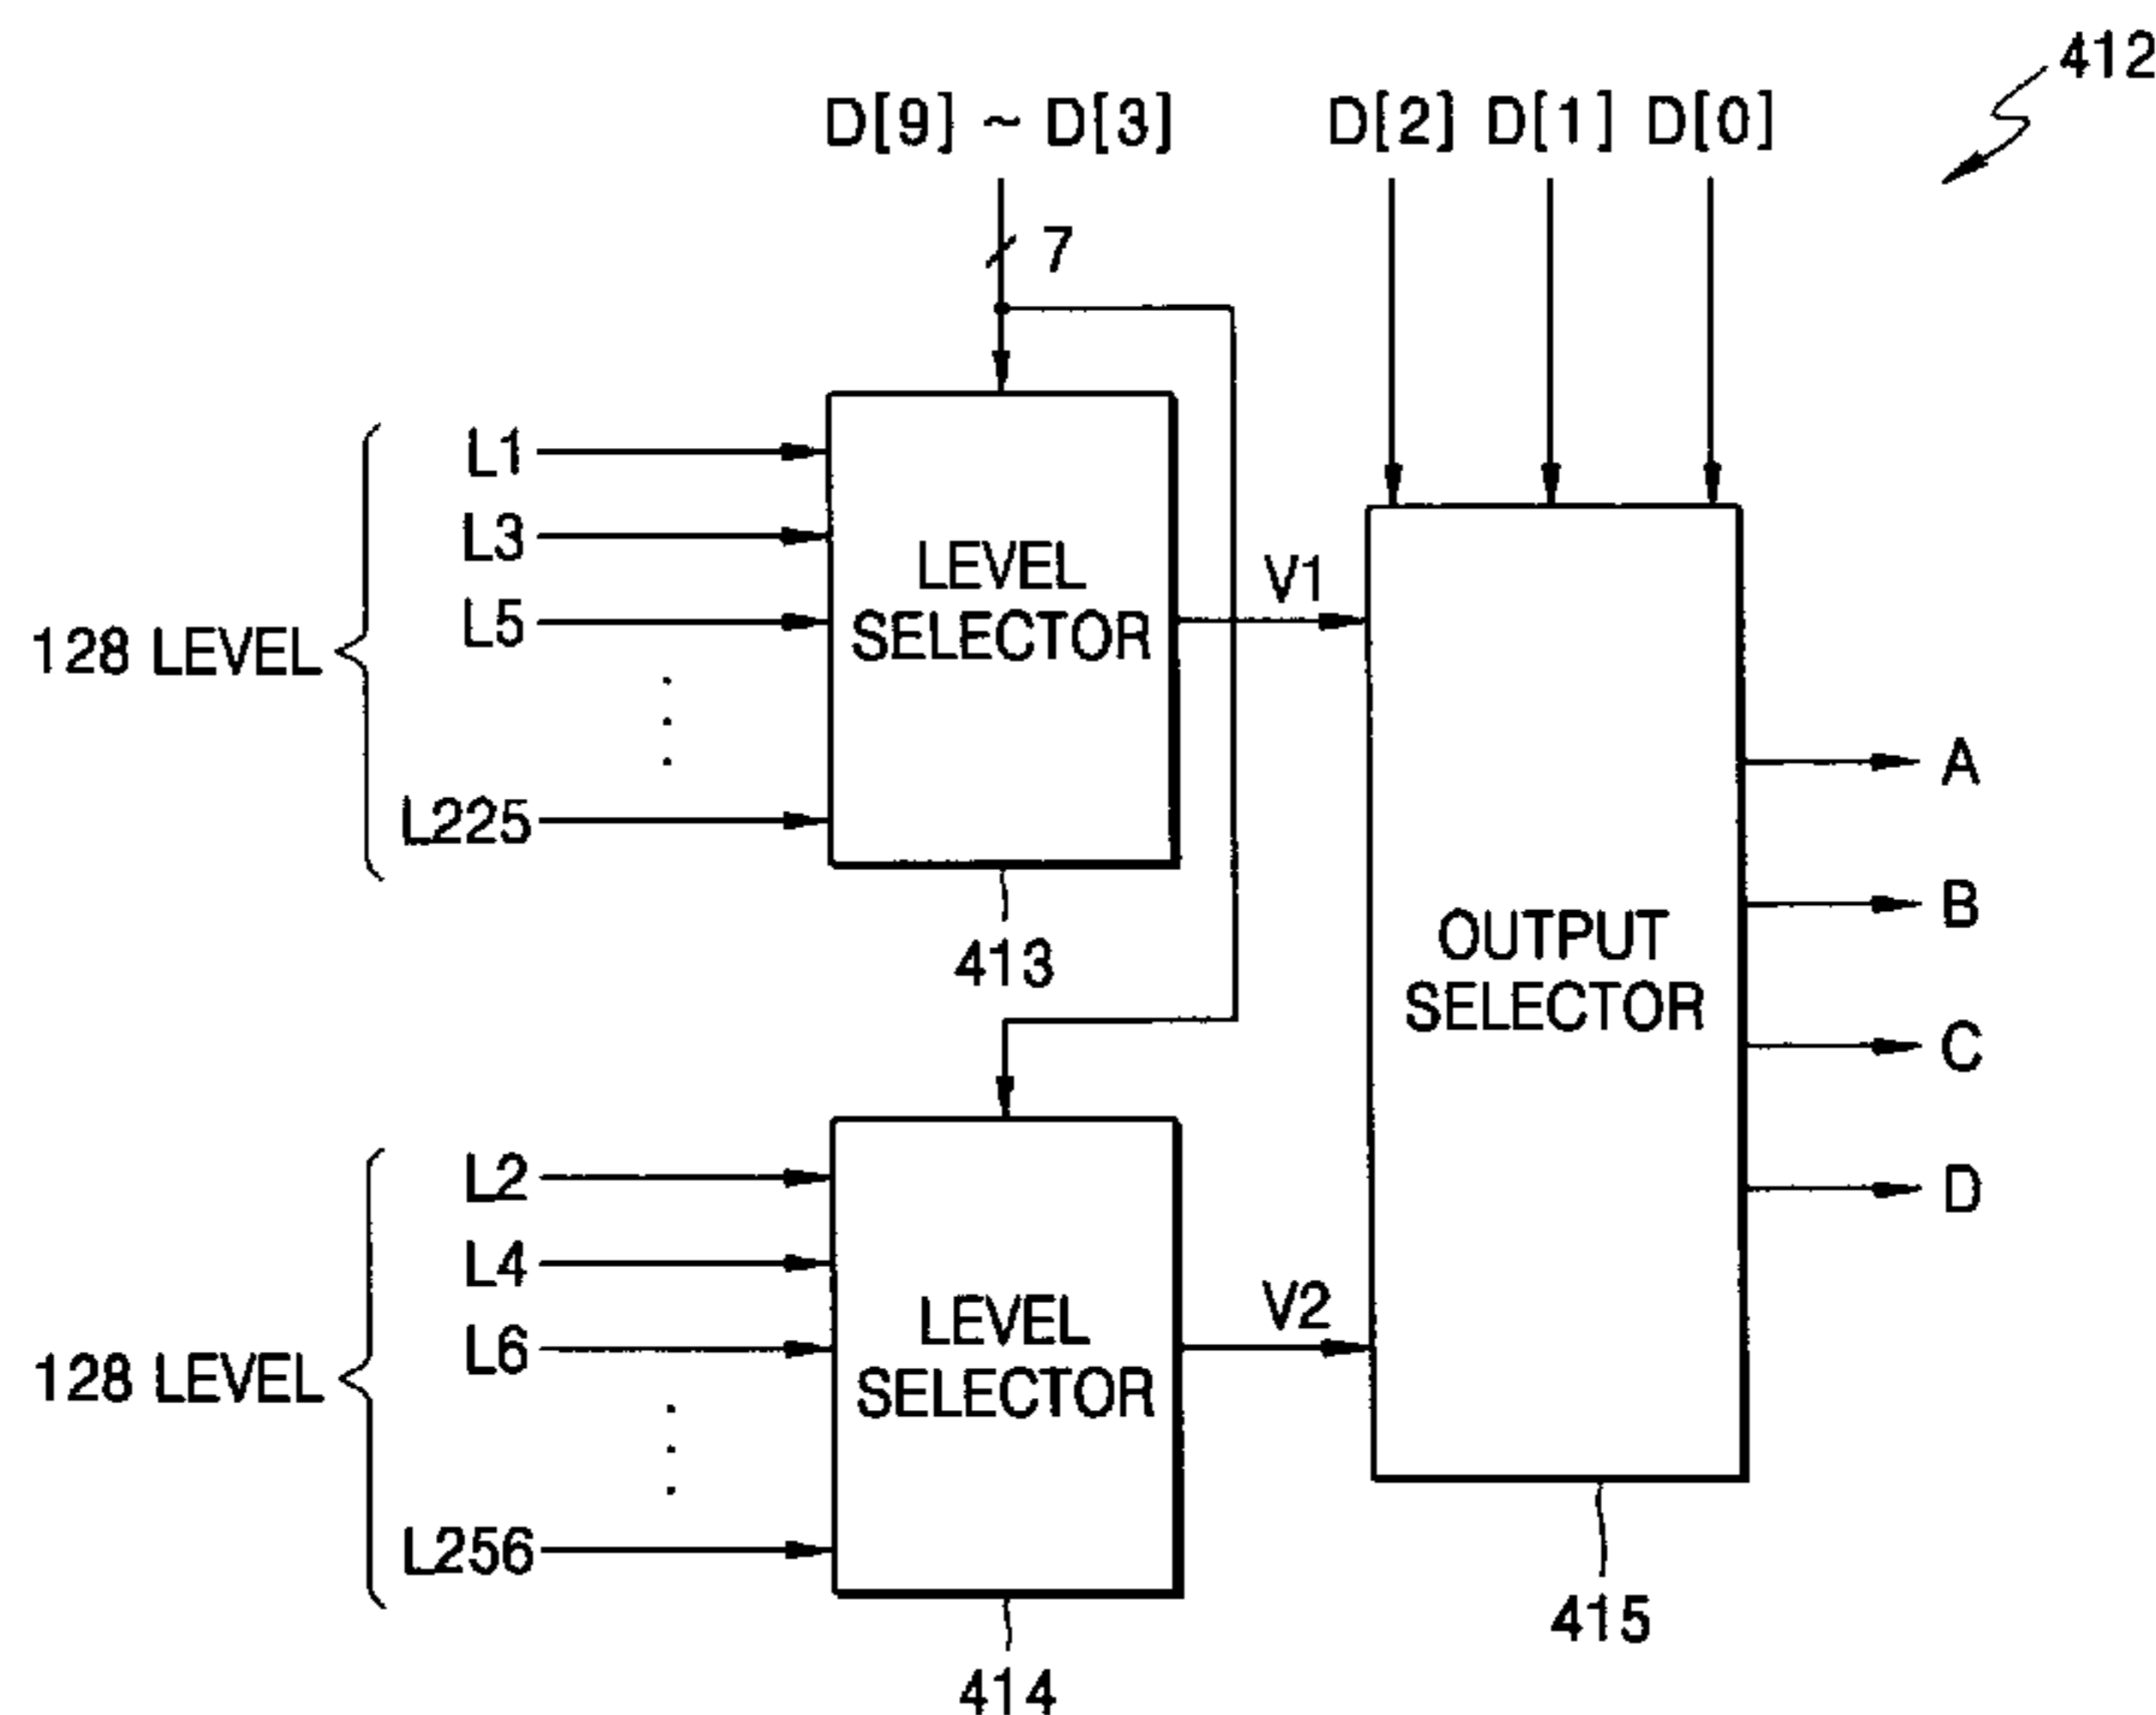 412
D[9] ~ D[3]
D[2] D[1] D[0]
7
L1
L3
L5
128 LEVEL
L225
LEVEL
SELECTOR
V1
413
A
B
C
D
OUTPUT
SELECTOR
L2
L4
L6
128 LEVEL
L256
LEVEL
SELECTOR
V2
414
415